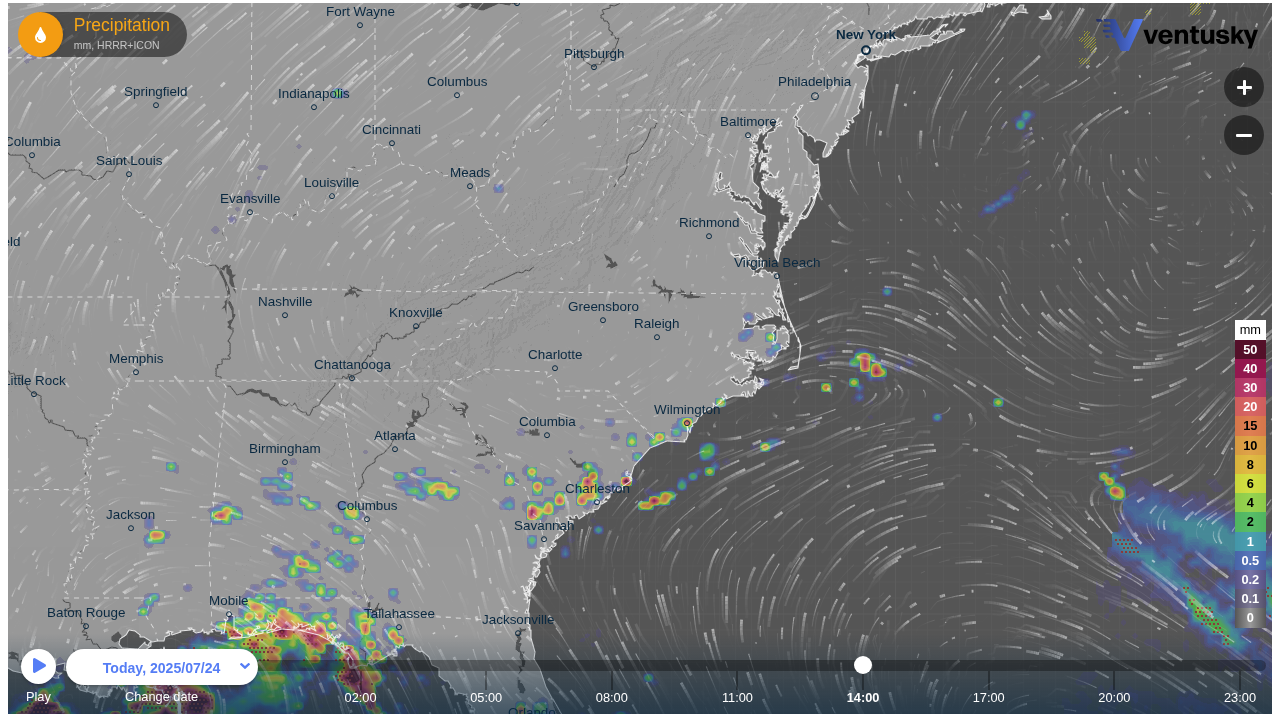 Fort Wayne
Precipitation
mm, HRRR+ICON
New York
ventusky
Pittsburgh
Columbus
Philadelphia
Springfield
Indianapolis
Baltimore
Cincinnati
Columbia
Saint Louis
Meads
Louisville
Evansville
Richmond
eld
Virginia Beach
Nashville
Knoxville
Greensboro
Raleigh
mm
50
Memphis
Chattanooga
Charlotte
40
Little Rock
30
Wilmington
20
Columbia
15
Atlanta
Birmingham
10
8
Charleston
6
Columbus
4
Jackson
Savannah
2
1
0.5
0.2
Mobile
0.1
Baton Rouge
Tallahassee
Jacksonville
0
Today, 2025/07/24
Play
Change date
02:00
05:00
08:00
11:00
14:00
17:00
20:00
23:00
Orlando